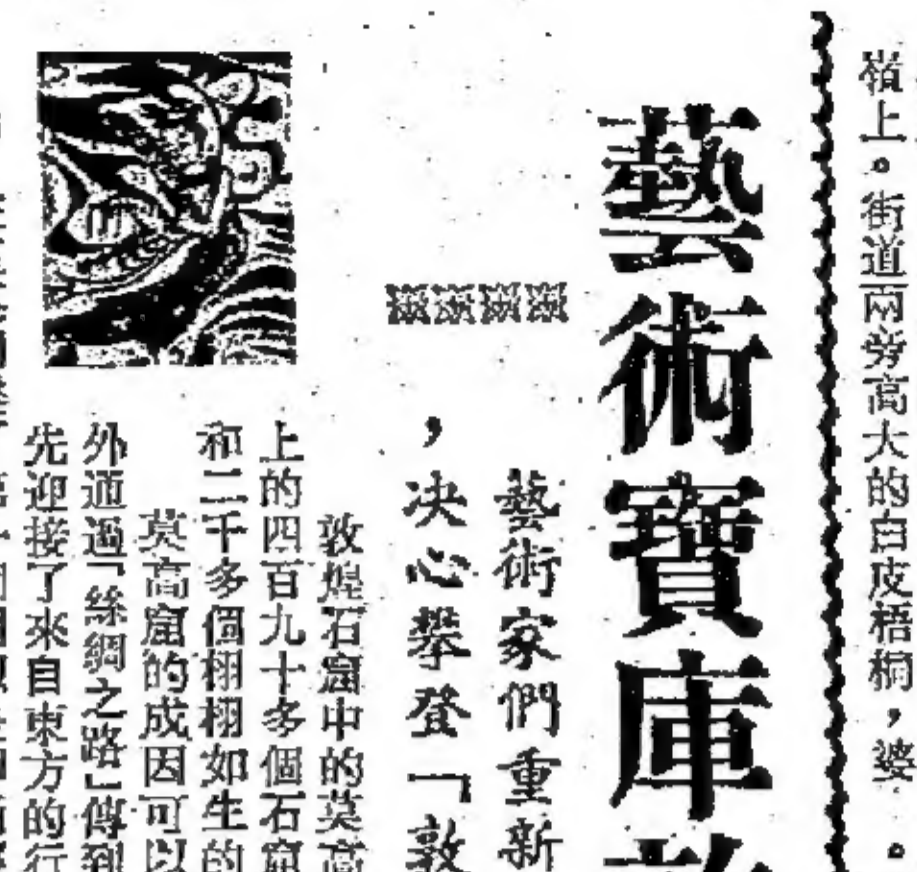 嶺上。街道兩旁高大的白皮梧桐，婆
藝術寶庫
藝術家們重新
，決心攀登「敦
敦煌石窟中的莫高
上的四百九十多個石窟
和二千多個栩栩如生的
莫高窟的成因可以
外通過「絲綢之路」傳到
先迎接了來自東方的行